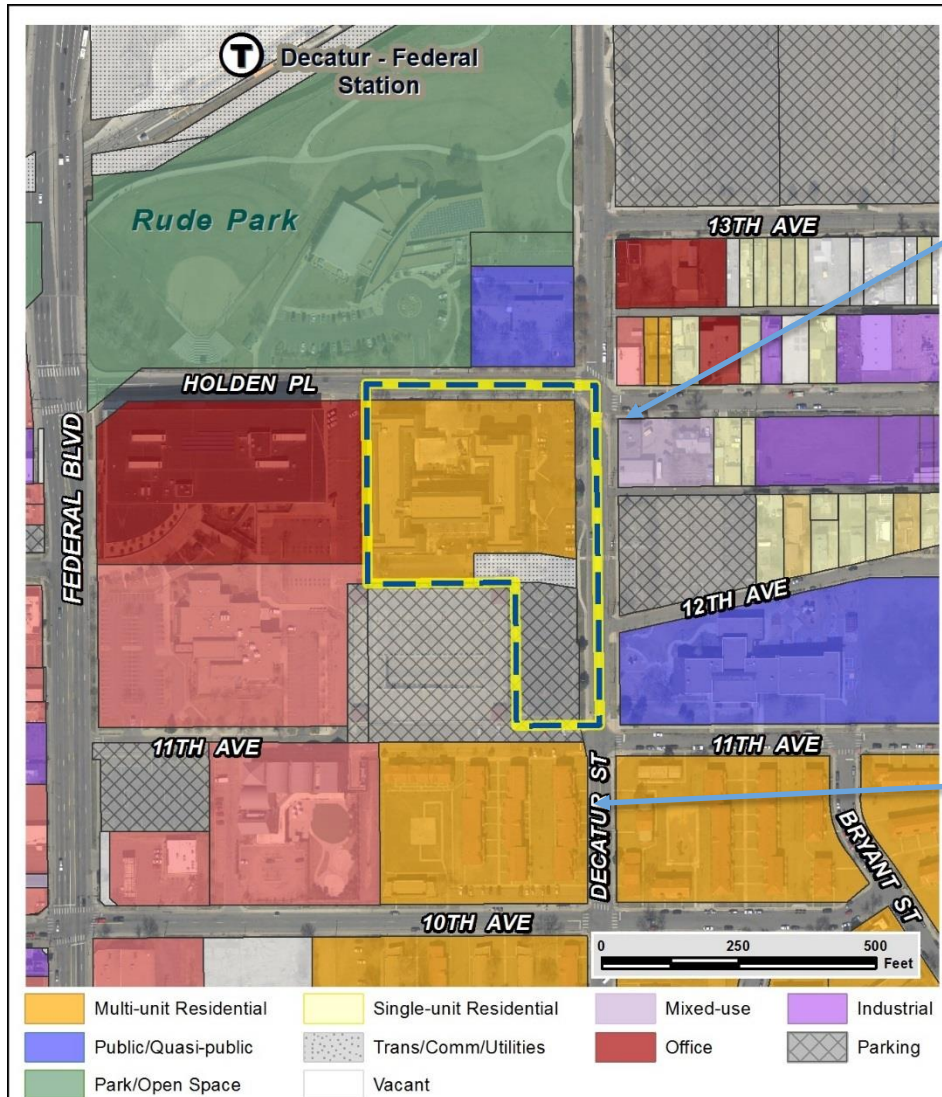 T
Decatur - Federal
Station
Rude Park
13TH AVE
HOLDEN PL
FEDERAL BLVD
12TH AVE
11TH AVE
11TH AVE
DECATUR ST
BRYANT ST
10TH AVE
0 250 500
Feet
Multi-unit Residential
Single-unit Residential
Mixed-use
Industrial
Public/Quasi-public
Trans/Comm/Utilities
Office
Parking
Park/Open Space
Vacant